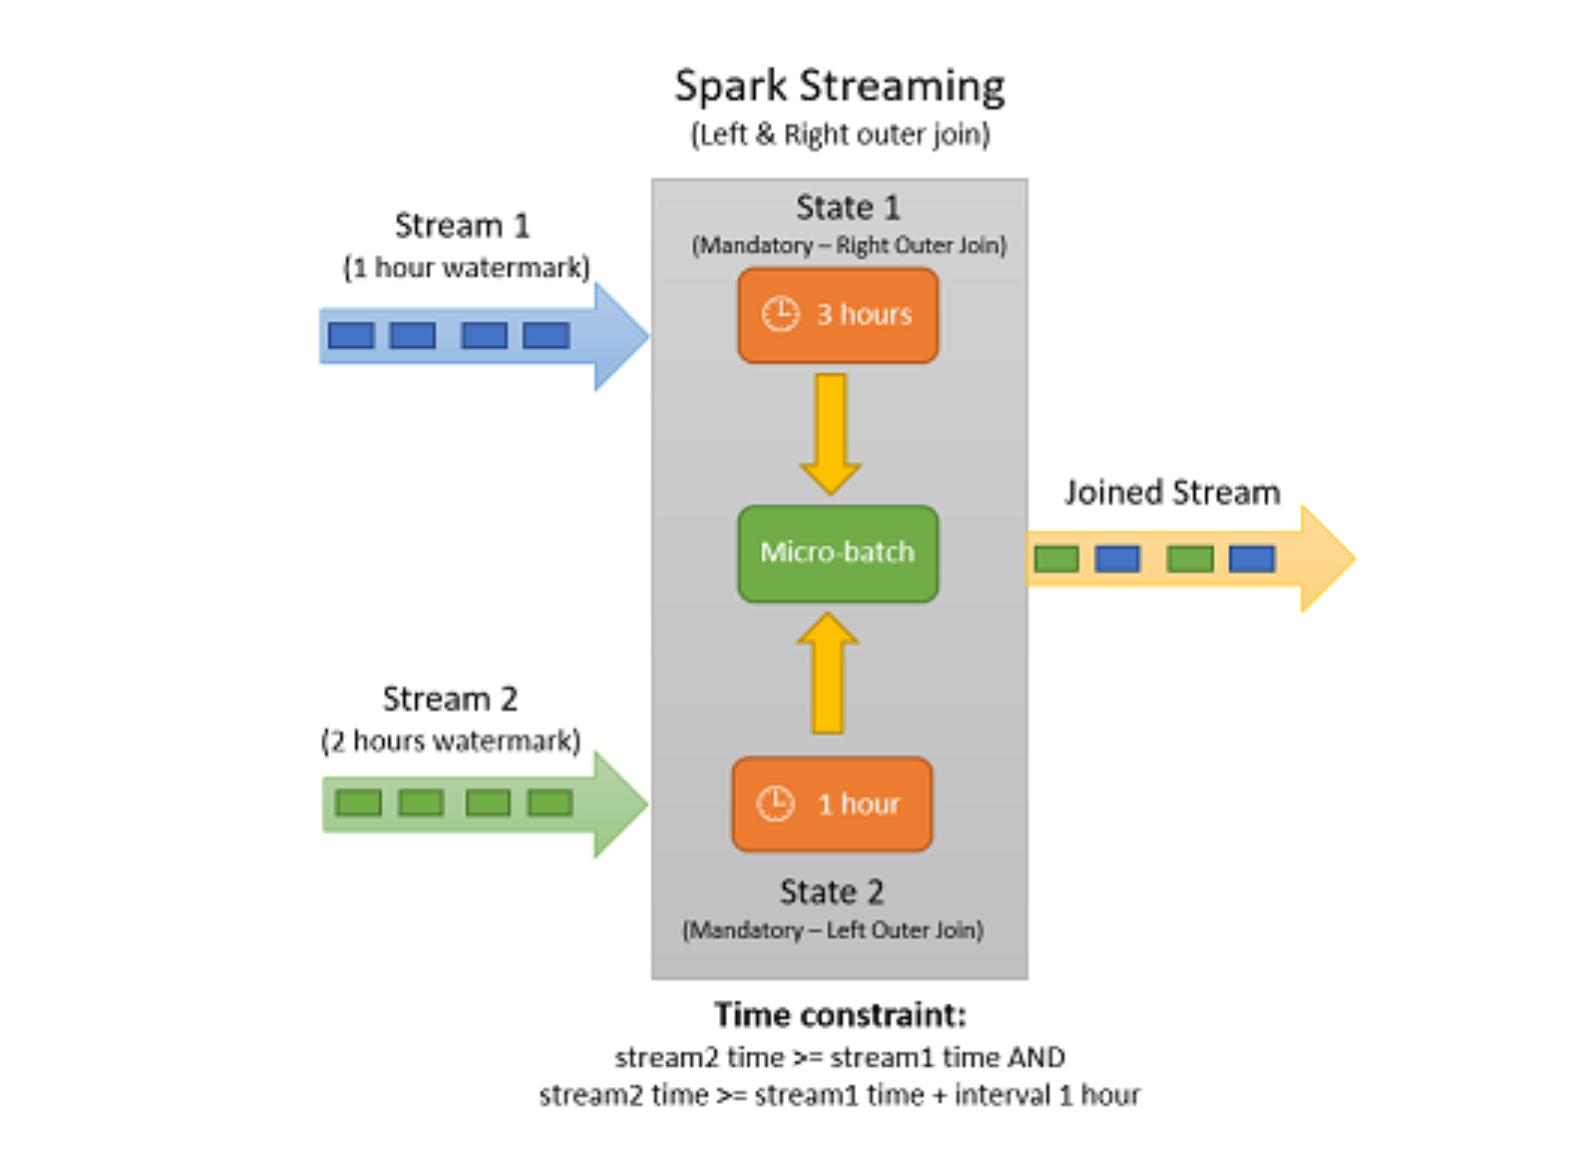 Spark Streaming
(Left & Right outer join)
State 1
(Mandatory – Right Outer Join)
Stream 1
(1 hour watermark)
3 hours
Micro-batch
Joined Stream
Stream 2
(2 hours watermark)
1 hour
State 2
(Mandatory – Left Outer Join)
Time constraint:
stream2 time >= stream1 time AND
stream2 time >= stream1 time + interval 1 hour